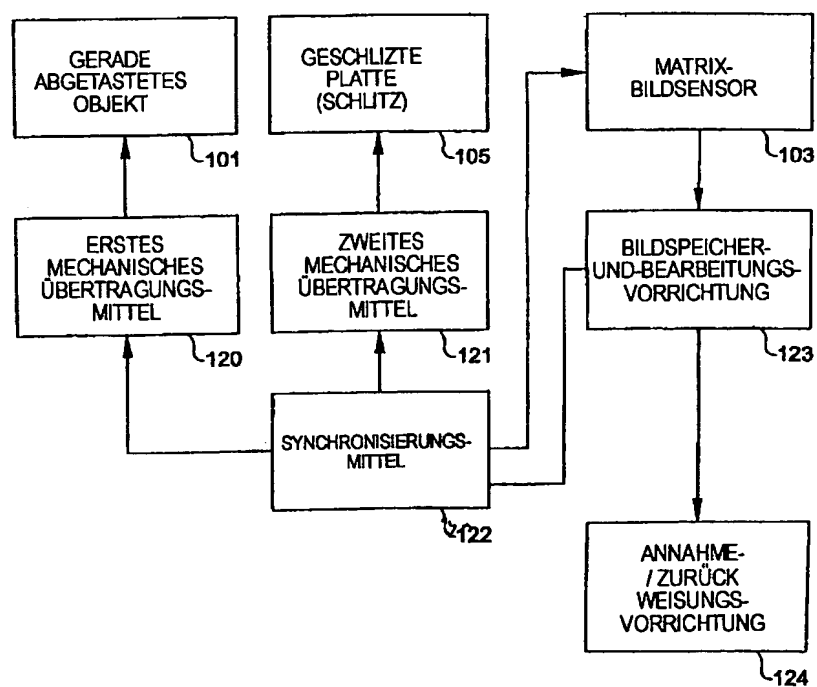 GERADE
ABGETASTETES
OBJEKT
101
GESCHLIZTE
PLATTE
(SCHLITZ)
105
MATRIX-
BILDSENSOR
103
ERSTES
MECHANISCHES
ÜBERTRAGUNGS-
MITTEL
120
ZWEITES
MECHANISCHES
ÜBERTRAGUNGS-
MITTEL
121
BILDSPEICHER-
UND-BEARBEITUNGS-
VORRICHTUNG
123
SYNCHRONISIERUNGS-
MITTEL
122
ANNAHME-
/ ZURÜCK
WEISUNGS-
VORRICHTUNG
124